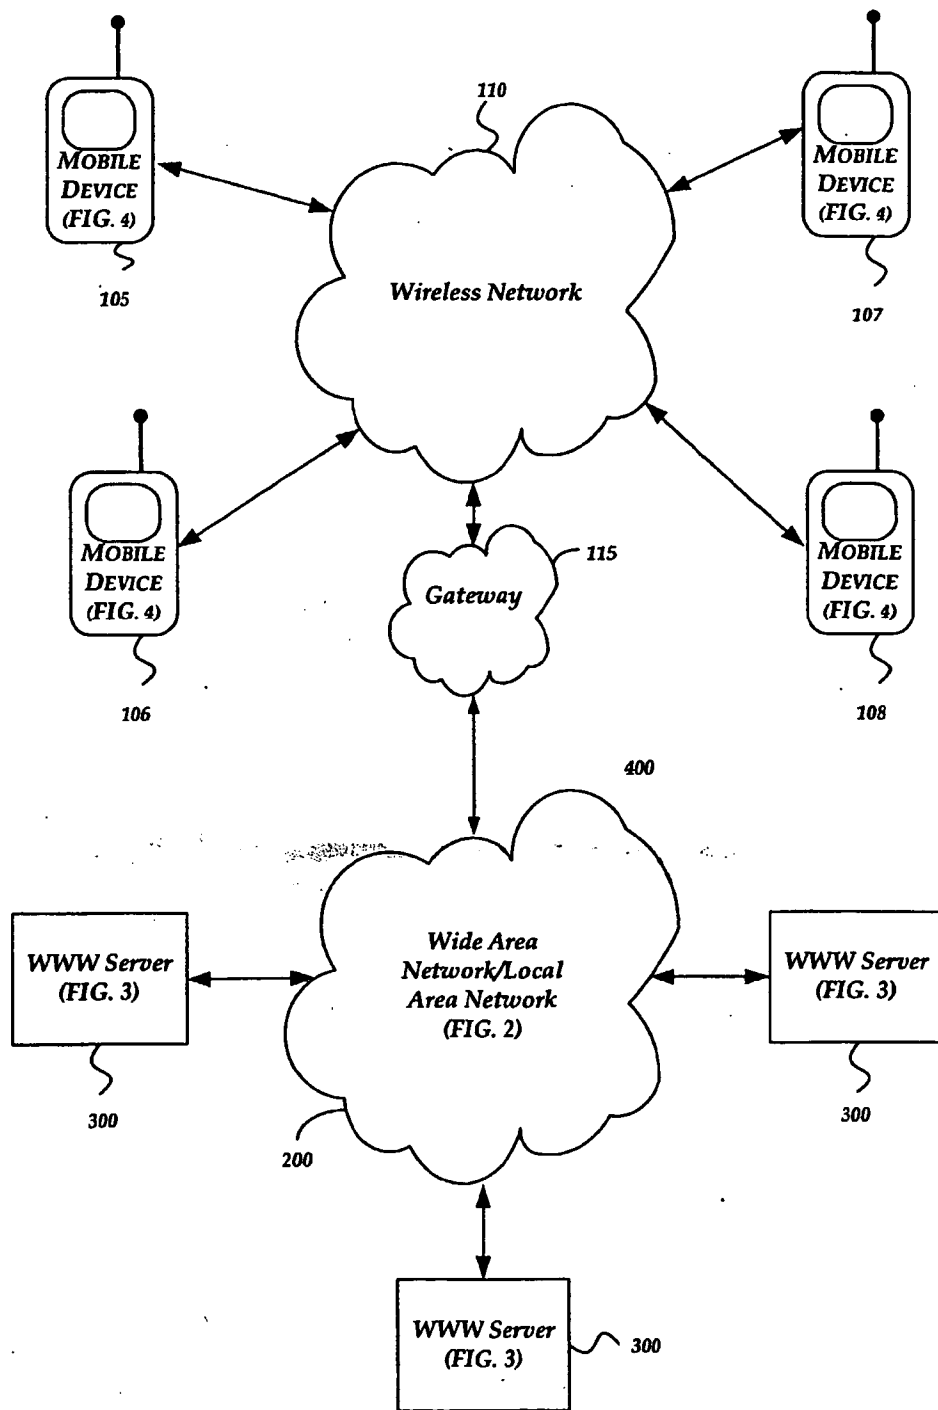 110
MOBILE
DEVICE
(FIG. 4)
105
MOBILE
DEVICE
(FIG. 4)
107
Wireless Network
MOBILE
DEVICE
(FIG. 4)
106
115
Gateway
MOBILE
DEVICE
(FIG. 4)
108
400
Wide Area
Network/Local
Area Network
(FIG. 2)
200
WWW Server
(FIG. 3)
300
WWW Server
(FIG. 3)
300
WWW Server
(FIG. 3)
300